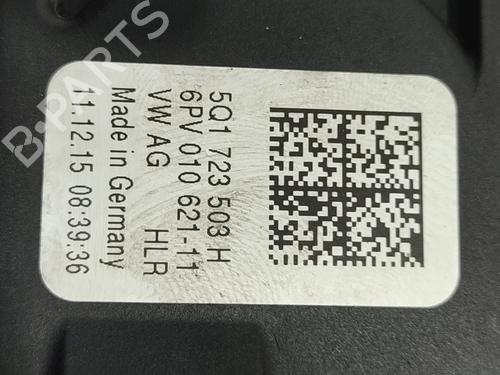 5Q1 723 503 H
6PV 010 621-11
VW AG HLR
Made in Germany
11.12.15 08:39:36
B-PARTS